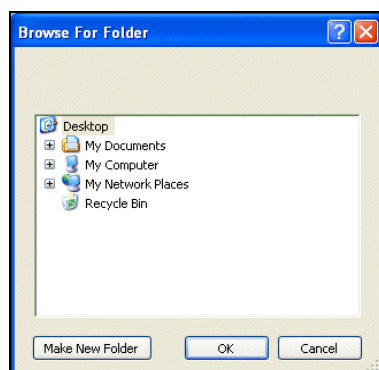 Browse For Folder
Desktop
My Documents
My Computer
My Network Places
Recycle Bin
Make New Folder OK Cancel